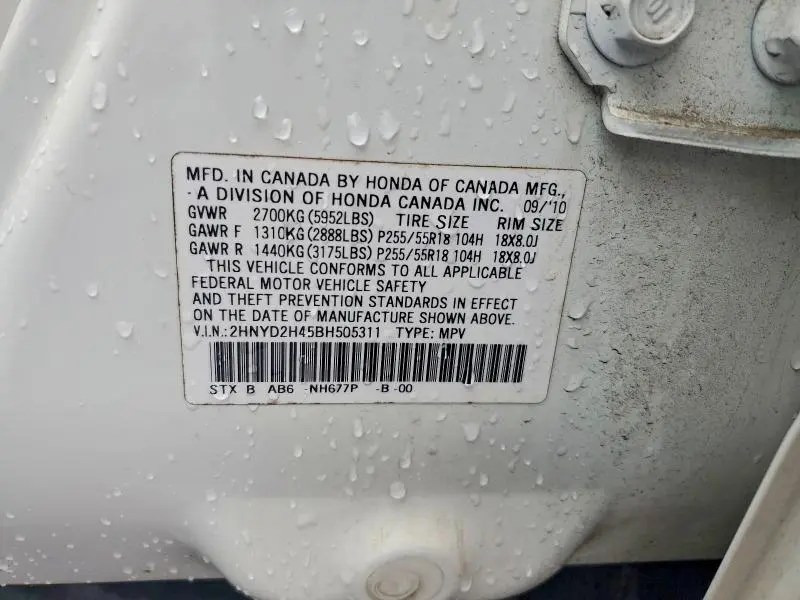 MFD. IN CANADA BY HONDA OF CANADA MFG.,
- A DIVISION OF HONDA CANADA INC. 09/'10
GVWR 2700KG(5952LBS) TIRE SIZE RIM SIZE
GAWR F 1310KG(2888LBS) P255/55R18 104H 18X8.0J
GAWR R 1440KG(3175LBS) P255/55R18 104H 18X8.0J
THIS VEHICLE CONFORMS TO ALL APPLICABLE
FEDERAL MOTOR VEHICLE SAFETY
AND THEFT PREVENTION STANDARDS IN EFFECT
ON THE DATE OF MANUFACTURE SHOWN ABOVE.
V.I.N.:2HNYD2H45BH505311 TYPE: MPV
STX B AB6 -NH677P -B-00